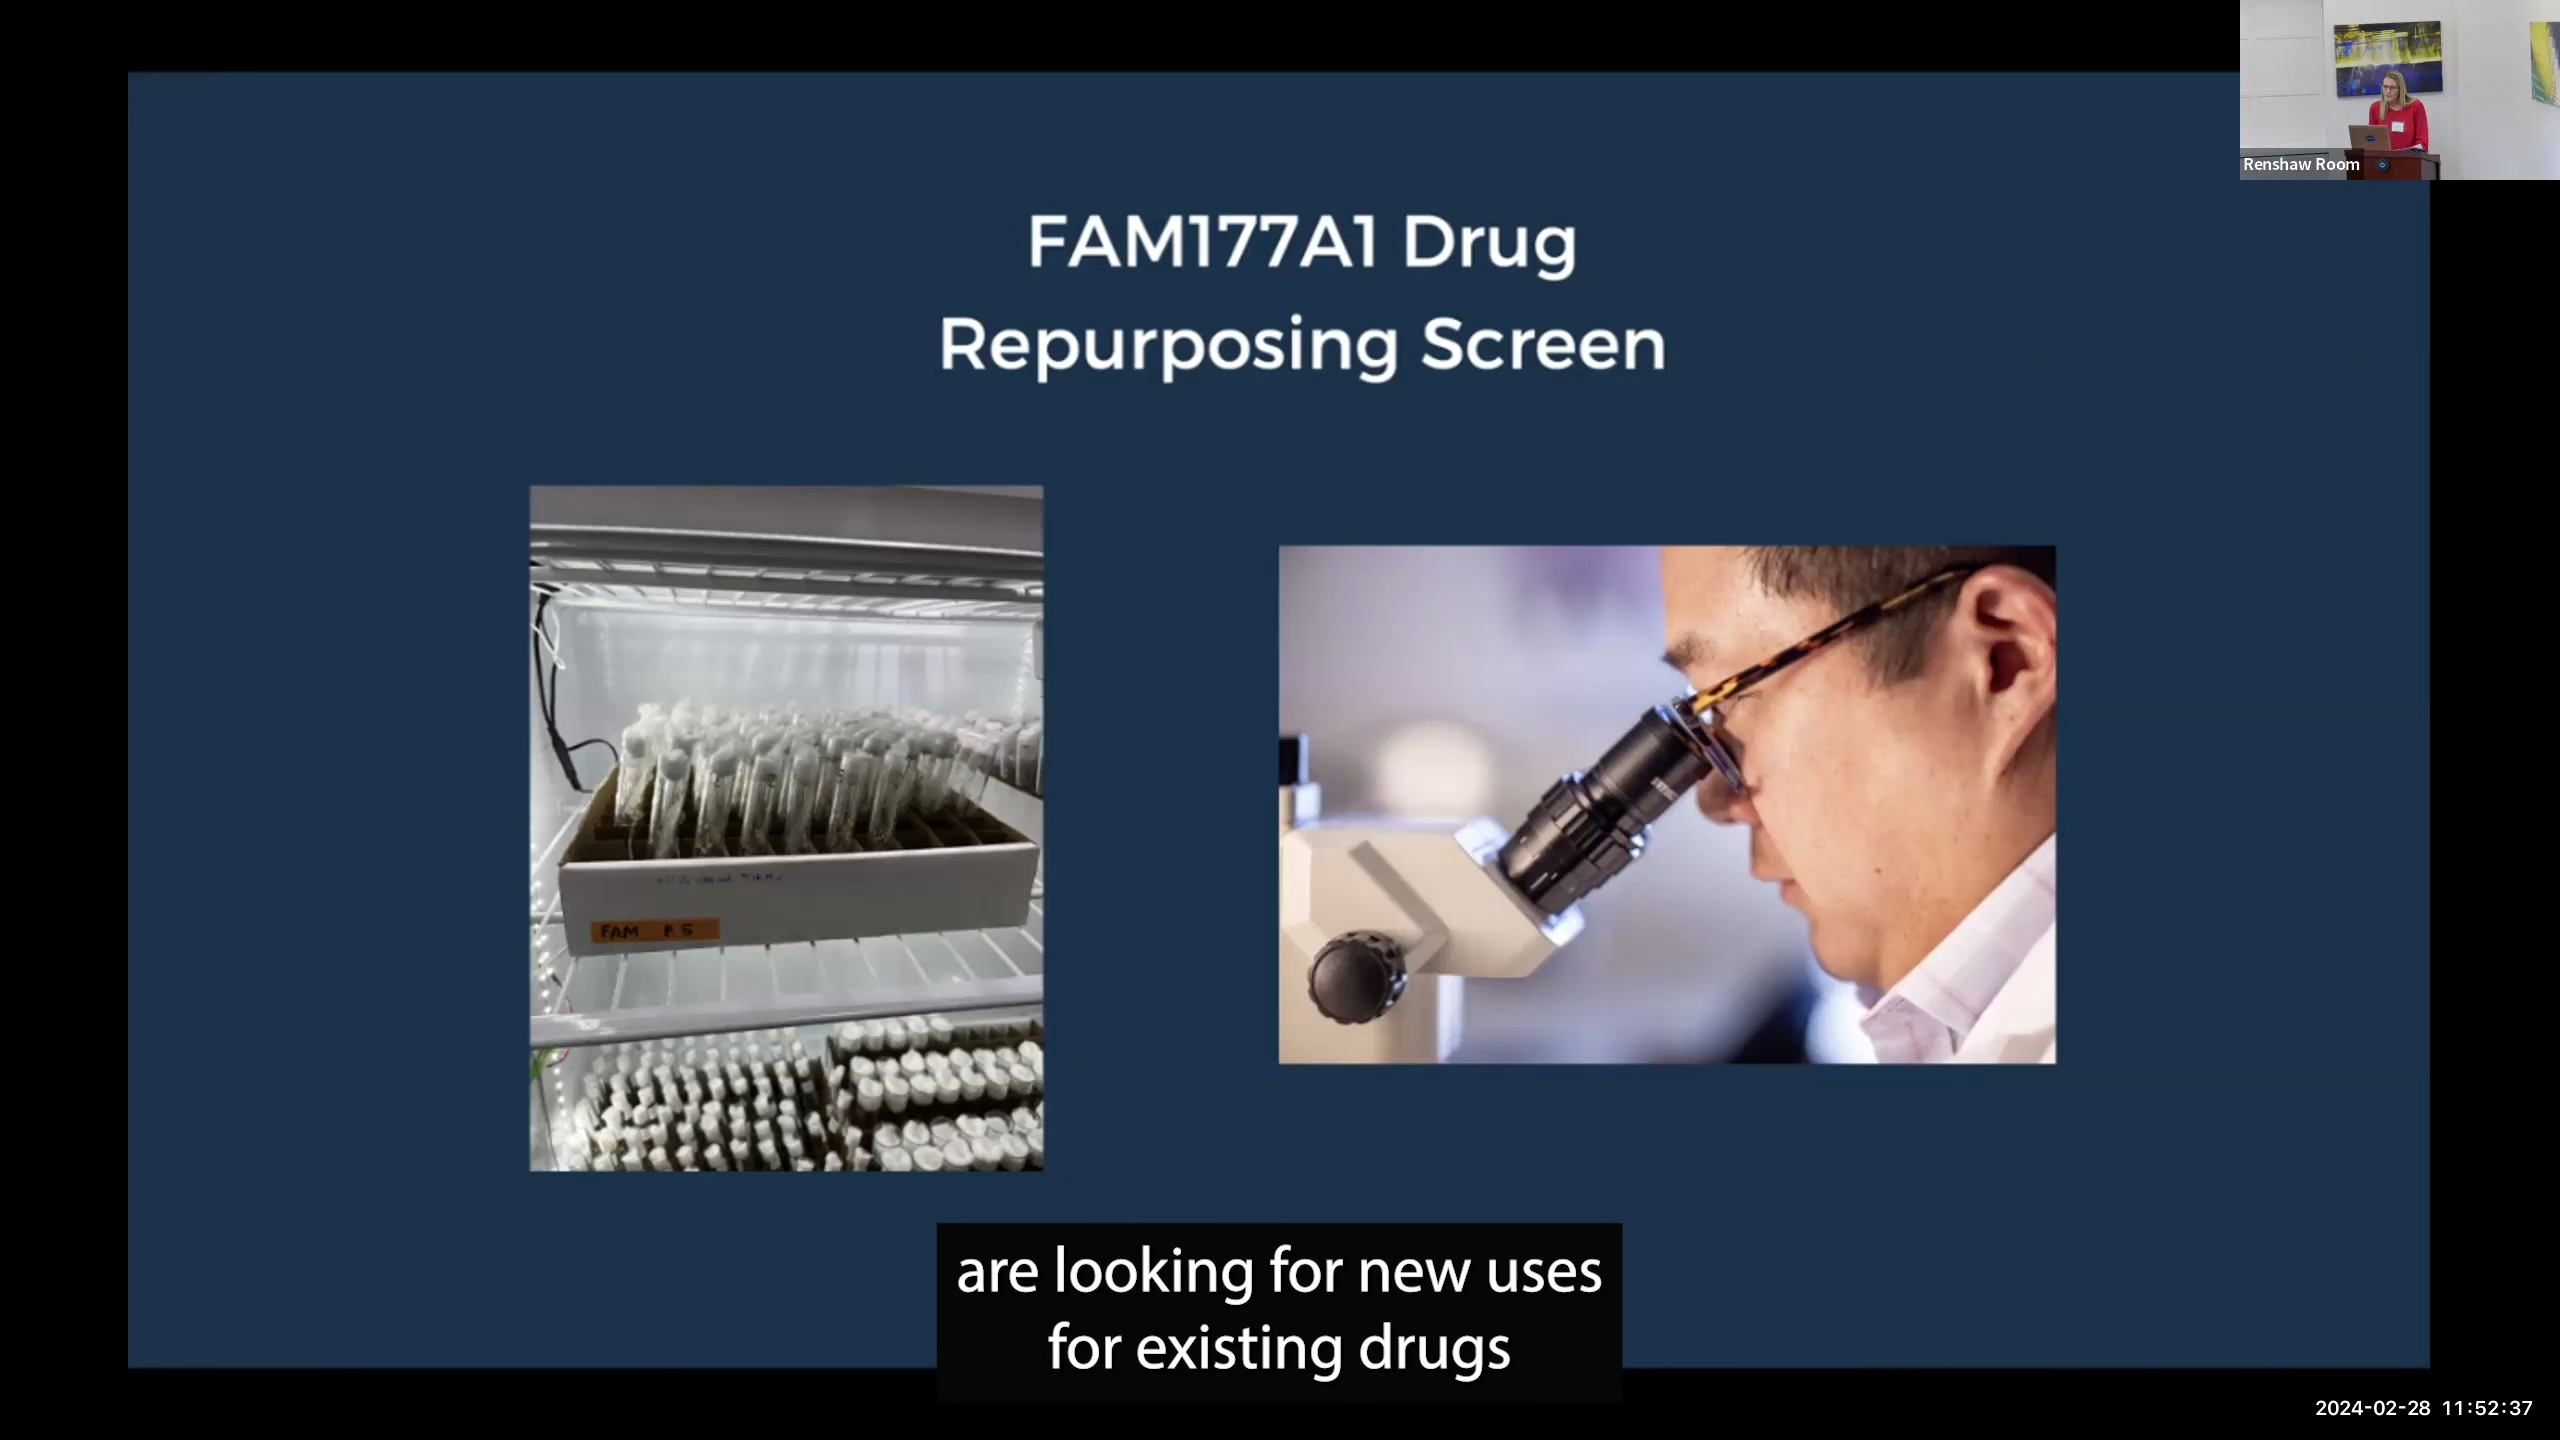 Renshaw Room
FAM177A1 Drug
Repurposing Screen
FAM P.5
are looking for new uses
for existing drugs
2024-02-28 11:52:37